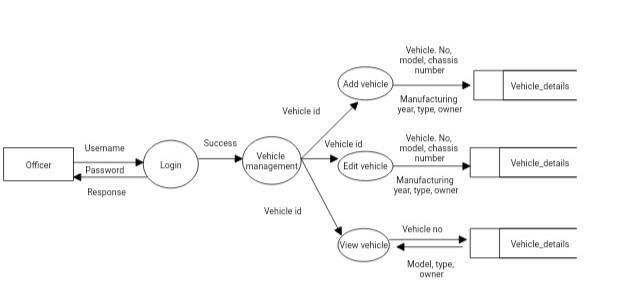 Officer
Username
Password
Response
Login
Success
Vehicle
management
Vehicle id
Vehicle id
Vehicle id
Add vehicle
Vehicle. No,
model, chassis
number
Manufacturing
year, type, owner
Vehicle_details
Edit vehicle
Vehicle. No,
model, chassis
number
Manufacturing
year, type, owner
Vehicle_details
View vehicle
Vehicle no
Model, type,
owner
Vehicle_details